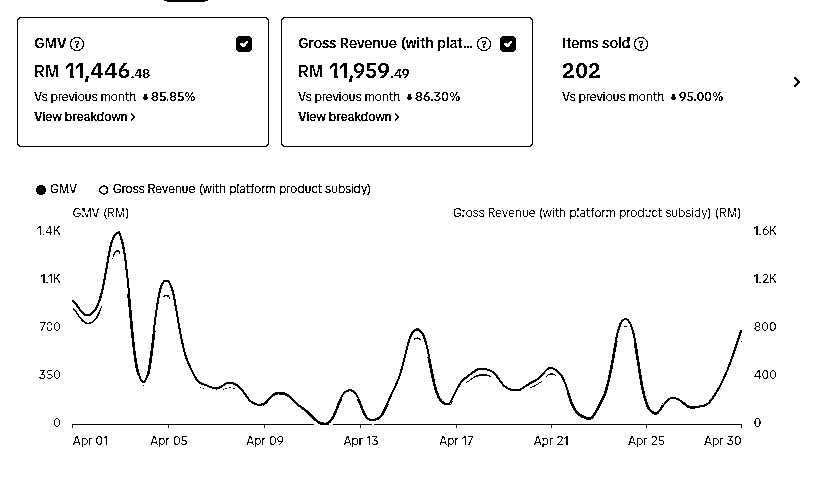 GMV ?
RM 11,446.48
Vs previous month 85.85%
View breakdown >
Gross Revenue (with plat... ?
RM 11,959.49
Vs previous month 86.30%
View breakdown >
Items sold ?
202
Vs previous month 95.00%
GMV Gross Revenue (with platform product subsidy)
GMV (RM) Gross Revenue (with platform product subsidy) (RM)
1.4K 1.6K
1.1K 1.2K
700 800
350 400
0 0
Apr 01 Apr 05 Apr 09 Apr 13 Apr 17 Apr 21 Apr 25 Apr 30